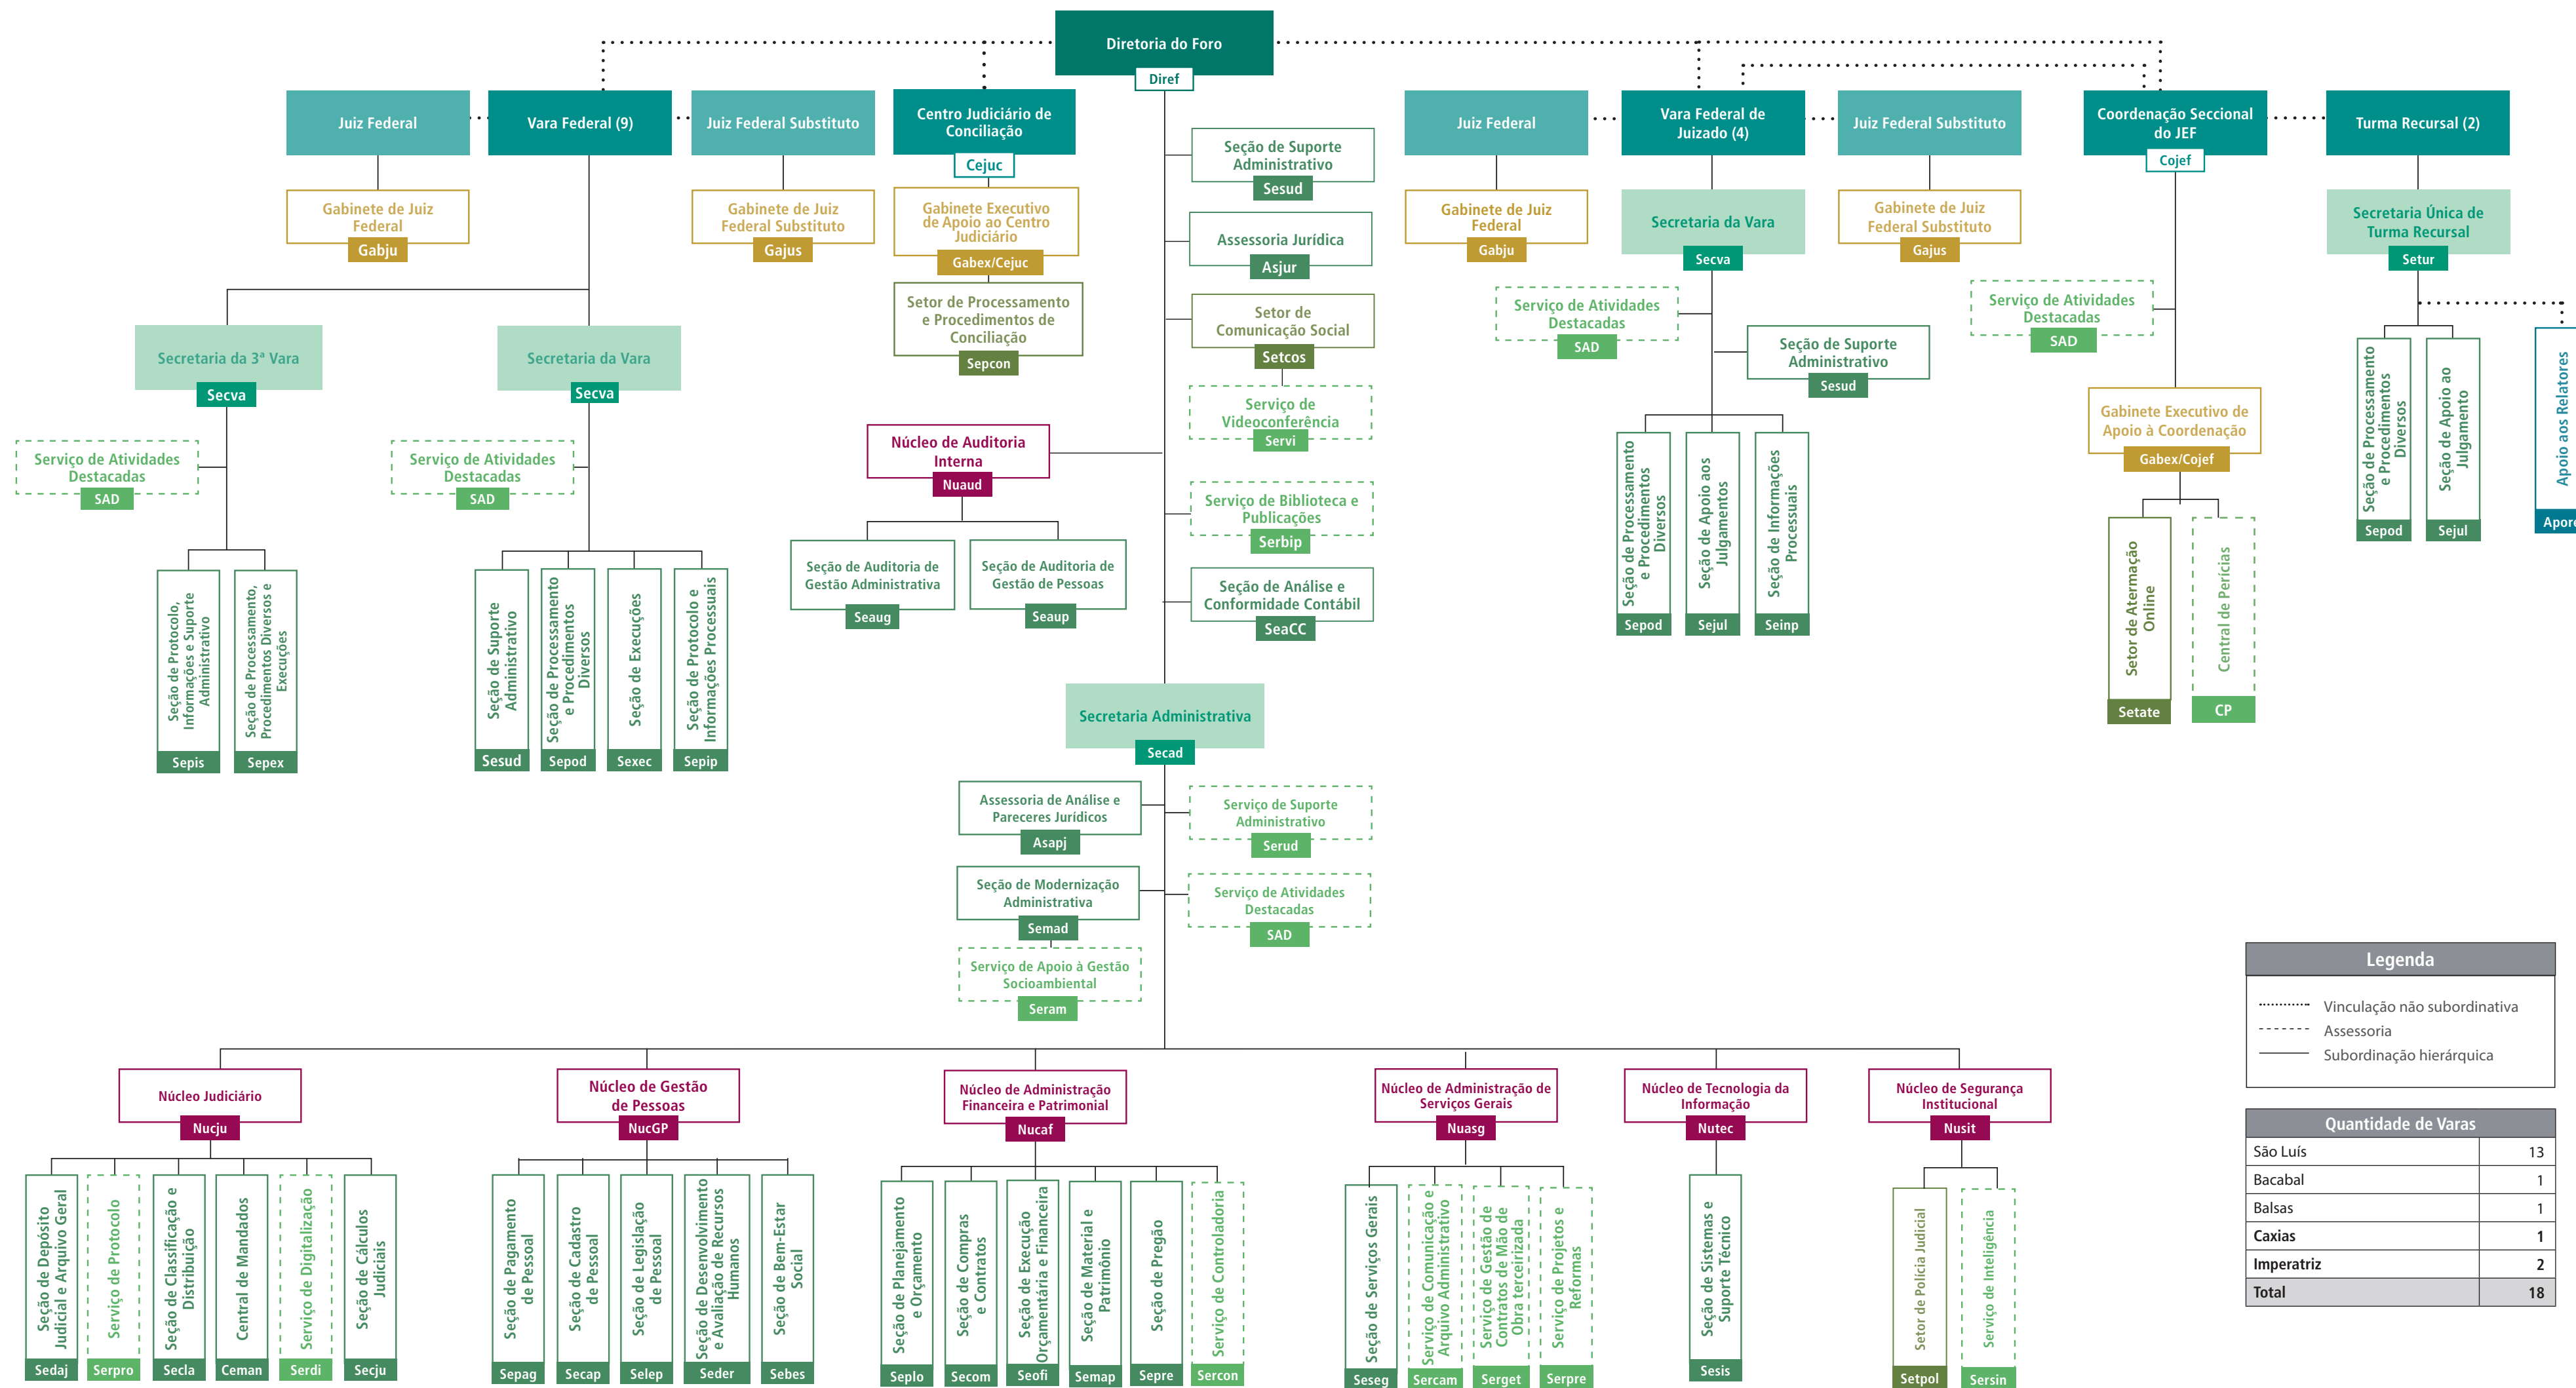 Diretoria do Foro
Diref
Juiz Federal
Vara Federal (9)
Juiz Federal Substituto
Centro Judiciário de
Conciliação
Cejuc
Juiz Federal
Vara Federal de
Juizado (4)
Juiz Federal Substituto
Coordenação Seccional
do JEF
Cojef
Turma Recursal (2)
Gabinete de Juiz
Federal
Gabju
Gabinete de Juiz
Federal Substituto
Gajus
Gabinete Executivo
de Apoio ao Centro
Judiciário
Gabex/Cejuc
Setor de Processamento
e Procedimentos de
Conciliação
Sepcon
Seção de Suporte
Administrativo
Sesud
Assessoria Jurídica
Asjur
Setor de
Comunicação Social
Setcos
Serviço de
Videoconferência
Servi
Serviço de Biblioteca e
Publicações
Serbip
Seção de Análise e
Conformidade Contábil
SeaCC
Gabinete de Juiz
Federal
Gabju
Secretaria da Vara
Secva
Gabinete de Juiz
Federal Substituto
Gajus
Serviço de Atividades
Destacadas
SAD
Seção de Suporte
Administrativo
Sesud
Serviço de Atividades
Destacadas
SAD
Secretaria Única de
Turma Recursal
Setur
Secretaria da 3ª Vara
Secva
Secretaria da Vara
Secva
Serviço de Atividades
Destacadas
SAD
Serviço de Atividades
Destacadas
SAD
Núcleo de Auditoria
Interna
Nuaud
Seção de Auditoria de
Gestão Administrativa
Seaug
Seção de Auditoria de
Gestão de Pessoas
Seaup
Gabinete Executivo de
Apoio à Coordenação
Gabex/Cojef
Seção de Processamento
e Procedimentos
Diversos
Sepod
Seção de Apoio ao
Julgamento
Sejul
Apoio aos Relatores
Apore
Seção de Processamento
e Procedimentos
Diversos
Sepod
Seção de Apoio aos
Julgamentos
Sejul
Seção de Informações
Processuais
Seinp
Setor de Atermação
Online
Setate
Central de Perícias
CP
Seção de Protocolo,
Informações e Suporte
Administrativo
Sepis
Seção de Processamento,
Procedimentos Diversos e
Execuções
Sepex
Seção de Suporte
Administrativo
Sesud
Seção de Processamento
e Procedimentos
Diversos
Sepod
Seção de Execuções
Sexec
Seção de Protocolo e
Informações Processuais
Sepip
Secretaria Administrativa
Secad
Assessoria de Análise e
Pareceres Jurídicos
Asapj
Serviço de Suporte
Administrativo
Serud
Seção de Modernização
Administrativa
Semad
Serviço de Atividades
Destacadas
SAD
Serviço de Apoio à Gestão
Socioambiental
Seram
Núcleo Judiciário
Nucju
Núcleo de Gestão
de Pessoas
NucGP
Núcleo de Administração
Financeira e Patrimonial
Nucaf
Núcleo de Administração de
Serviços Gerais
Nuasg
Núcleo de Tecnologia da
Informação
Nutec
Núcleo de Segurança
Institucional
Nusit
Seção de Depósito
Judicial e Arquivo Geral
Sedaj
Serviço de Protocolo
Serpro
Seção de Classificação e
Distribuição
Secla
Central de Mandados
Ceman
Serviço de Digitalização
Serdi
Seção de Cálculos
Judiciais
Secju
Seção de Pagamento
de Pessoal
Sepag
Seção de Cadastro
de Pessoal
Secap
Seção de Legislação
de Pessoal
Selep
Seção de Desenvolvimento
e Avaliação de Recursos
Humanos
Seder
Seção de Bem-Estar
Social
Sebes
Seção de Planejamento
e Orçamento
Seplo
Seção de Compras
e Contratos
Secom
Seção de Execução
Orçamentária e Financeira
Seofi
Seção de Material e
Patrimônio
Semap
Seção de Pregão
Sepre
Serviço de Controladoria
Sercon
Seção de Serviços Gerais
Seseg
Serviço de Comunicação e
Arquivo Administrativo
Sercam
Serviço de Gestão de
Contratos de Mão de
Obra terceirizada
Serget
Serviço de Projetos e
Reformas
Serpre
Seção de Sistemas e
Suporte Técnico
Sesis
Setor de Polícia Judicial
Setpol
Serviço de Inteligência
Sersin
Legenda
Vinculação não subordinativa
Assessoria
Subordinação hierárquica
Quantidade de Varas
São Luís 13
Bacabal 1
Balsas 1
Caxias 1
Imperatriz 2
Total 18